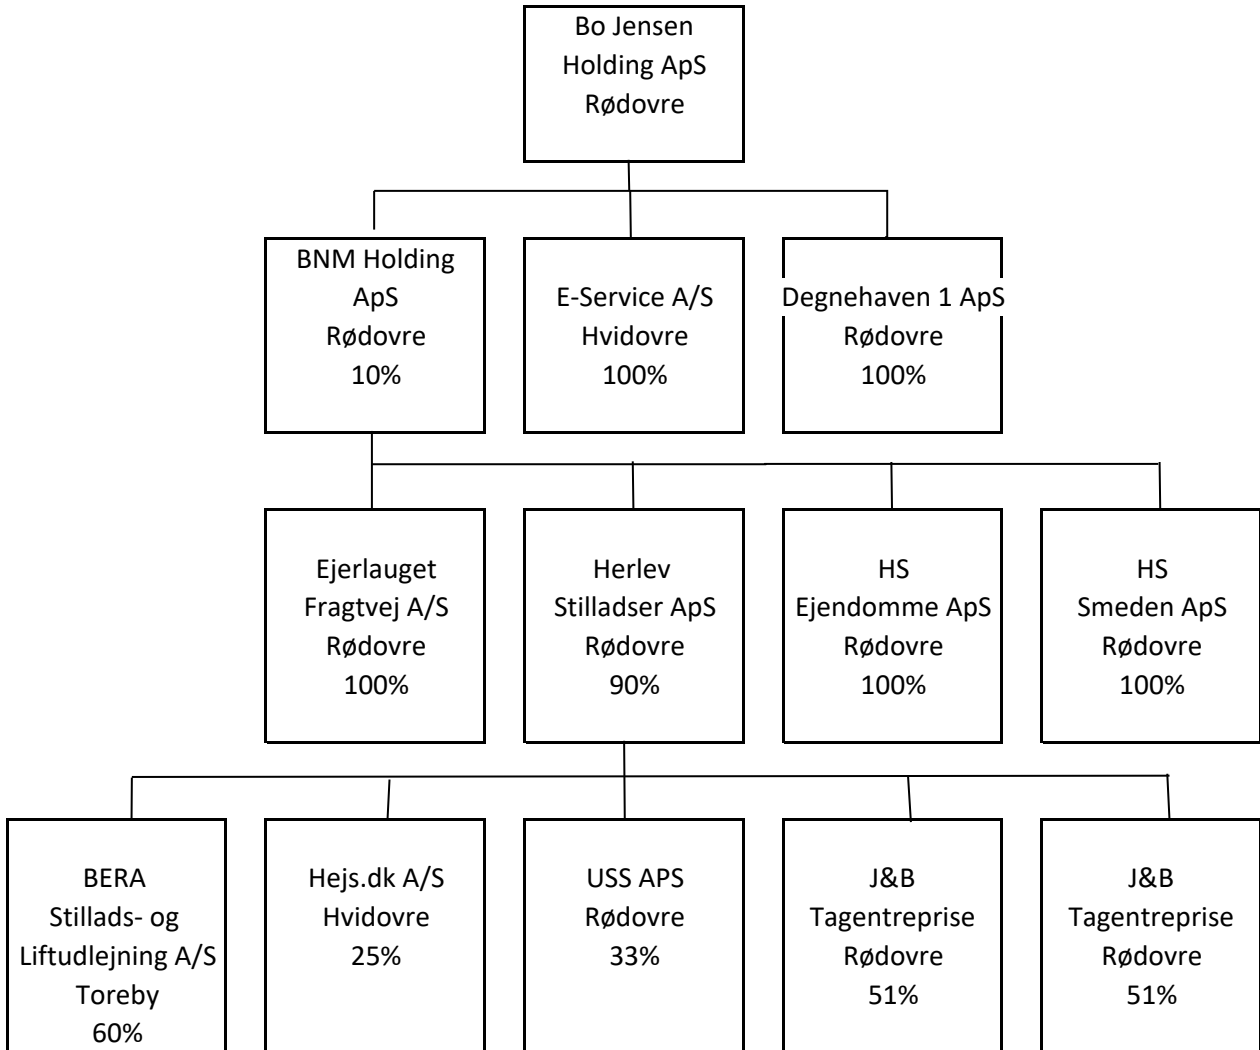 Bo Jensen
Holding ApS
Rødovre
BNM Holding
ApS
Rødovre
10%
E-Service A/S
Hvidovre
100%
Degnehaven 1 ApS
Rødovre
100%
Ejerlauget
Fragtvej A/S
Rødovre
100%
Herlev
Stilladser ApS
Rødovre
90%
HS
Ejendomme ApS
Rødovre
100%
HS
Smeden ApS
Rødovre
100%
BERA
Stillads- og
Liftudlejning A/S
Toreby
60%
Hejs.dk A/S
Hvidovre
25%
USS APS
Rødovre
33%
J&B
Tagentreprise
Rødovre
51%
J&B
Tagentreprise
Rødovre
51%